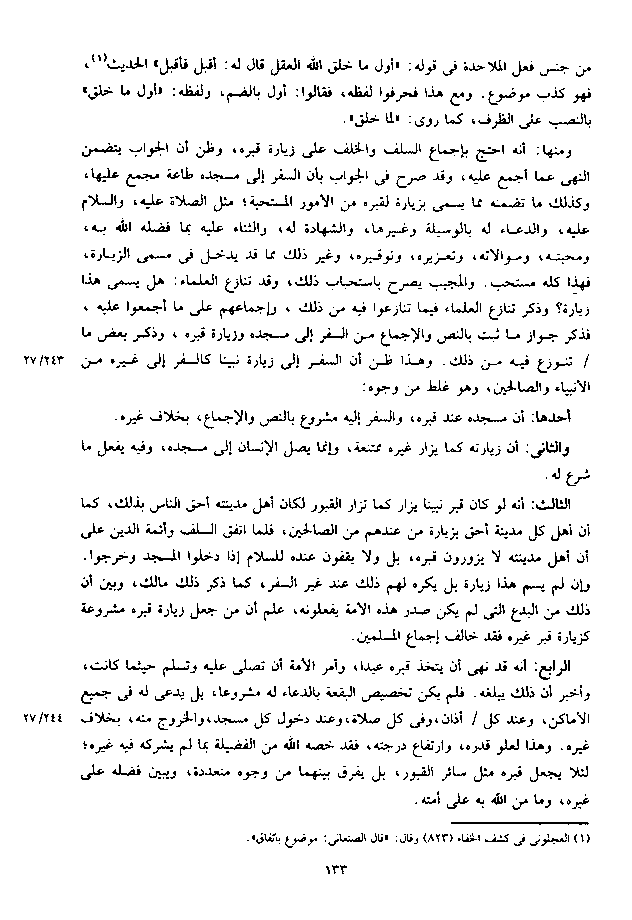 من جنس فعل الملاحدة فى قوله: «أول ما خلق الله العقل قال له: أقبل فأقبل» الحديث(١)،
فهو كذب موضوع. ومع هذا فحرفوا لفظه، فقالوا: أول بالضم، ولفظه: «أول ما خلق»
بالنصب على الظرف، كما روى: «لما خلق».
ومنها: أنه احتج بإجماع السلف والخلف على زيارة قبره، وظن أن الجواب يتضمن
النهى عما أجمع عليه، وقد صرح فى الجواب بأن السفر إلى مسجده طاعة مجمع عليها،
وكذلك ما تضمنه مما يسمى بزيارة لقبره من الأمور المستحبة؛ مثل الصلاة عليه، والسلام
عليه، والدعاء له بالوسيلة وغيرها، والشهادة له، والثناء عليه بما فضله الله به،
ومحبته، وموالاته، وتعزيره، وتوقيره، وغير ذلك مما قد يدخل فى مسمى الزيارة،
فهذا كله مستحب. والمجيب يصرح باستحباب ذلك، وقد تنازع العلماء: هل يسمى هذا
زيارة؟ وذكر تنازع العلماء فيما تنازعوا فيه من ذلك ، وإجماعهم على ما أجمعوا عليه ،
فذكر جواز ما ثبت بالنص والإجماع من السفر إلى مسجده وزيارة قبره ، وذكر بعض ما
/ تنوزع فيه من ذلك. وهذا ظن أن السفر إلى زيارة نبينا كالسفر إلى غيره من ٢٧/٢٤٣
الأنبياء والصالحين، وهو غلط من وجوه:
أحدها: أن مسجده عند قبره، والسفر إليه مشروع بالنص والإجماع، بخلاف غيره.
والثانى: أن زيارته كما يزار غيره ممتنعة، وإنما يصل الإنسان إلى مسجده، وفيه يفعل ما
شرع له.
الثالث: أنه لو كان قبر نبينا يزار كما تزار القبور لكان أهل مدينته أحق الناس بذلك، كما
أن أهل كل مدينة أحق بزيارة من عندهم من الصالحين، فلما اتفق السلف وأئمة الدين على
أن أهل مدينته لا يزورون قبره، بل ولا يقفون عنده للسلام إذا دخلوا المسجد وخرجوا.
وإن لم يسم هذا زيارة بل يكره لهم ذلك عند غير السفر، كما ذكر ذلك مالك، وبين أن
ذلك من البدع التى لم يكن صدر هذه الأمة يفعلونه، علم أن من جعل زيارة قبره مشروعة
كزيارة قبر غيره فقد خالف إجماع المسلمين.
الرابع: أنه قد نهى أن يتخذ قبره عيدا، وأمر الأمة أن تصلى عليه وتسلم حيثما كانت،
وأخبر أن ذلك يبلغه. فلم يكن تخصيص البقعة بالدعاء له مشروعا، بل يدعى له فى جميع
الأماكن، وعند كل / أذان،وفى كل صلاة،وعند دخول كل مسجد،والخروج منه، بخلاف ٢٧/٢٤٤
غيره. وهذا لعلو قدره، وارتفاع درجته، فقد خصه الله من الفضيلة بما لم يشركه فيه غيره؛
لئلا يجعل قبره مثل سائر القبور، بل يفرق بينهما من وجوه متعددة، ويبين فضله على
غيره، وما من الله به على أمته.
(١) العجلونى فى كشف الخفاء (٨٢٣) وقال: «قال الصنعانى: موضوع باتفاق».
١٣٣